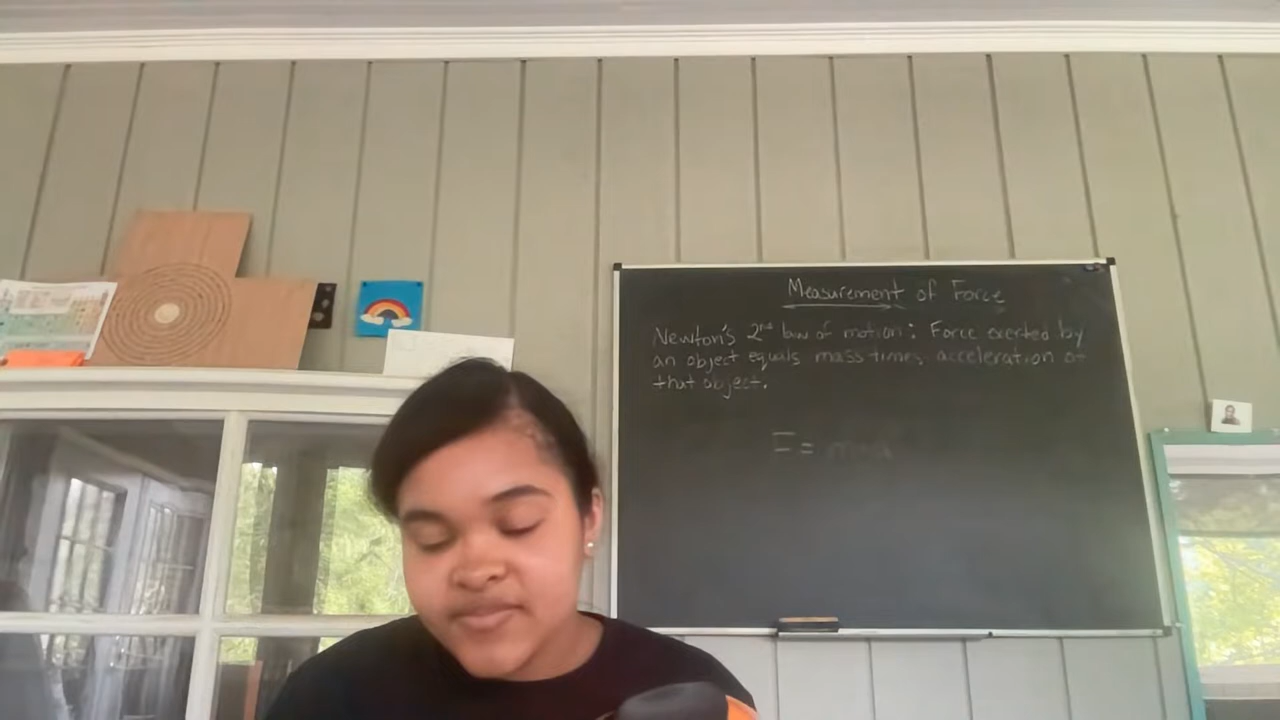 Measurement of Force
Newton's 2nd law of motion: Force exerted by
an object equals mass times acceleration of
that object.
F = m•a